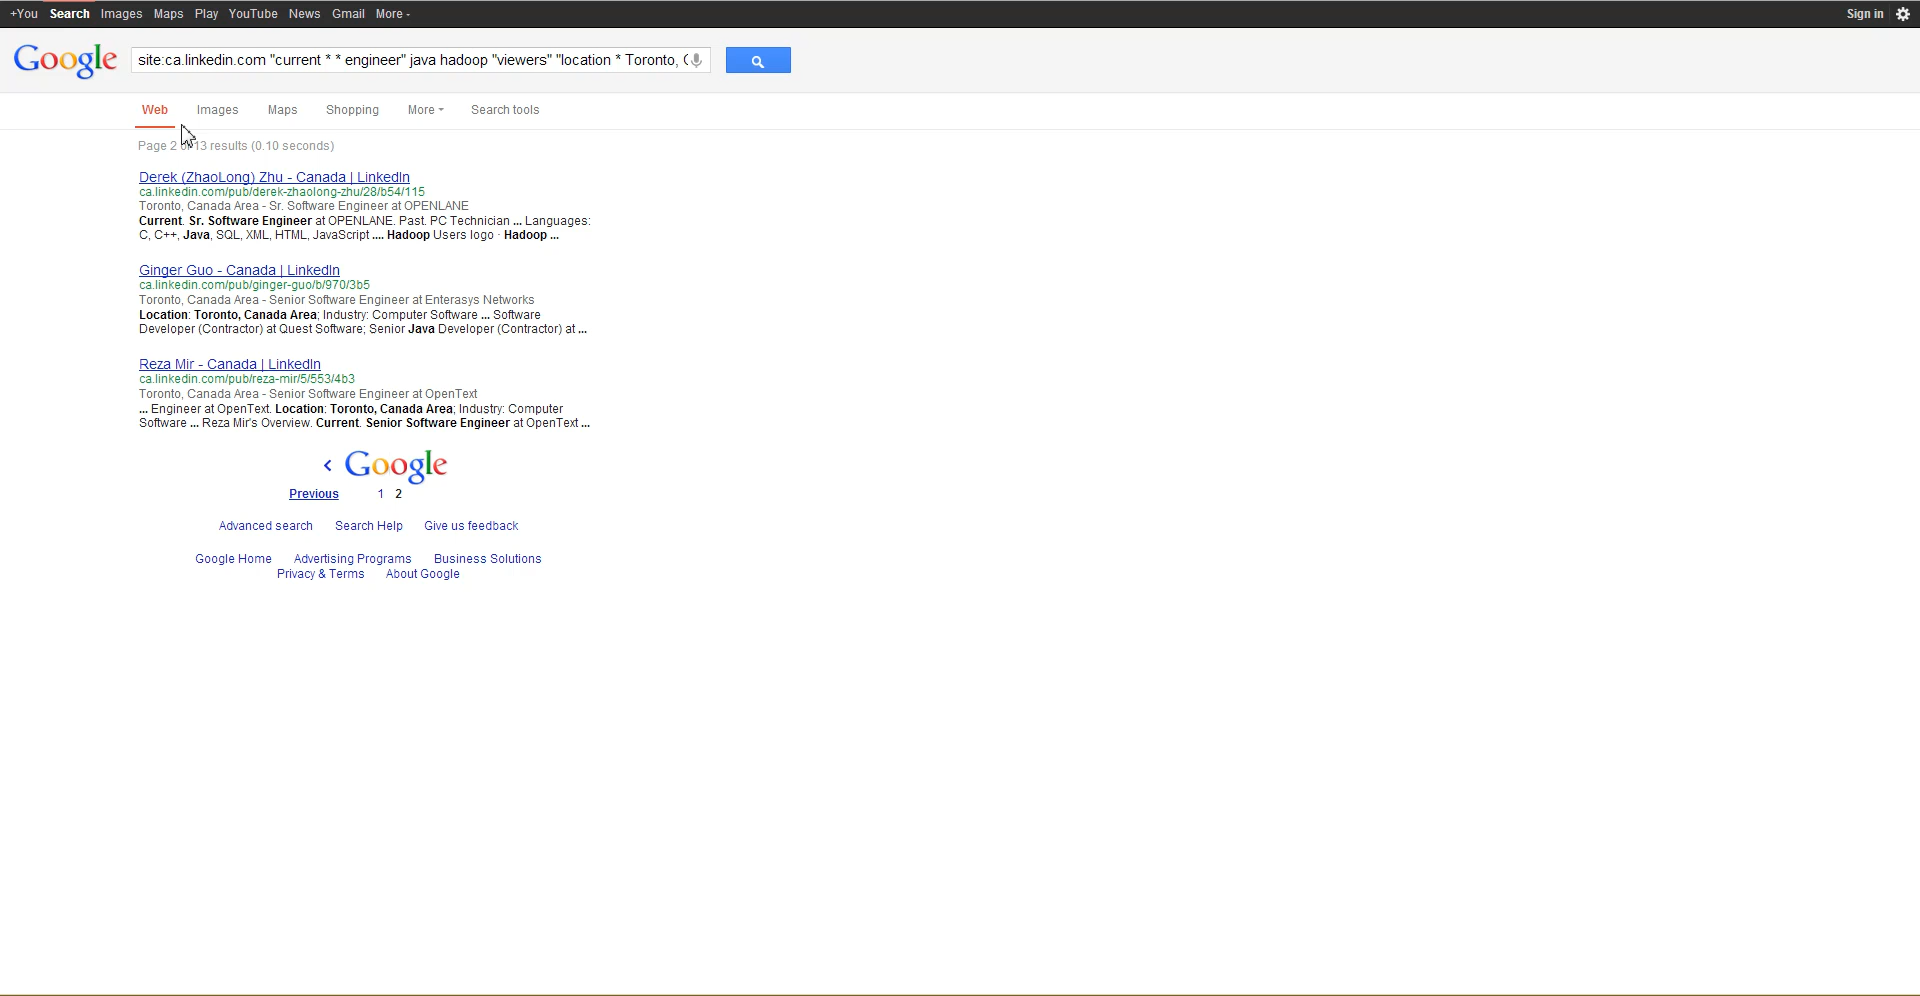 +You Search Images Maps Play YouTube News Gmail More Sign in
Google site:ca.linkedin.com "current * * engineer" java hadoop "viewers" "location * Toronto,
Web Images Maps Shopping More Search tools
Page 2 of 13 results (0.10 seconds)
Derek (ZhaoLong) Zhu - Canada | LinkedIn
ca.linkedin.com/pub/derek-zhaolong-zhu/28/b54/115
Toronto, Canada Area - Sr. Software Engineer at OPENLANE
Current. Sr. Software Engineer at OPENLANE. Past. PC Technician ... Languages:
C, C++, Java, SQL, XML, HTML, JavaScript .... Hadoop Users logo · Hadoop ...
Ginger Guo - Canada | LinkedIn
ca.linkedin.com/pub/ginger-guo/b/970/3b5
Toronto, Canada Area - Senior Software Engineer at Enterasys Networks
Location: Toronto, Canada Area; Industry: Computer Software ... Software
Developer (Contractor) at Quest Software; Senior Java Developer (Contractor) at ...
Reza Mir - Canada | LinkedIn
ca.linkedin.com/pub/reza-mir/5/553/4b3
Toronto, Canada Area - Senior Software Engineer at OpenText
... Engineer at OpenText. Location: Toronto, Canada Area; Industry: Computer
Software ... Reza Mir's Overview. Current. Senior Software Engineer at OpenText ...
< Google
Previous 1 2
Advanced search Search Help Give us feedback
Google Home Advertising Programs Business Solutions
Privacy & Terms About Google